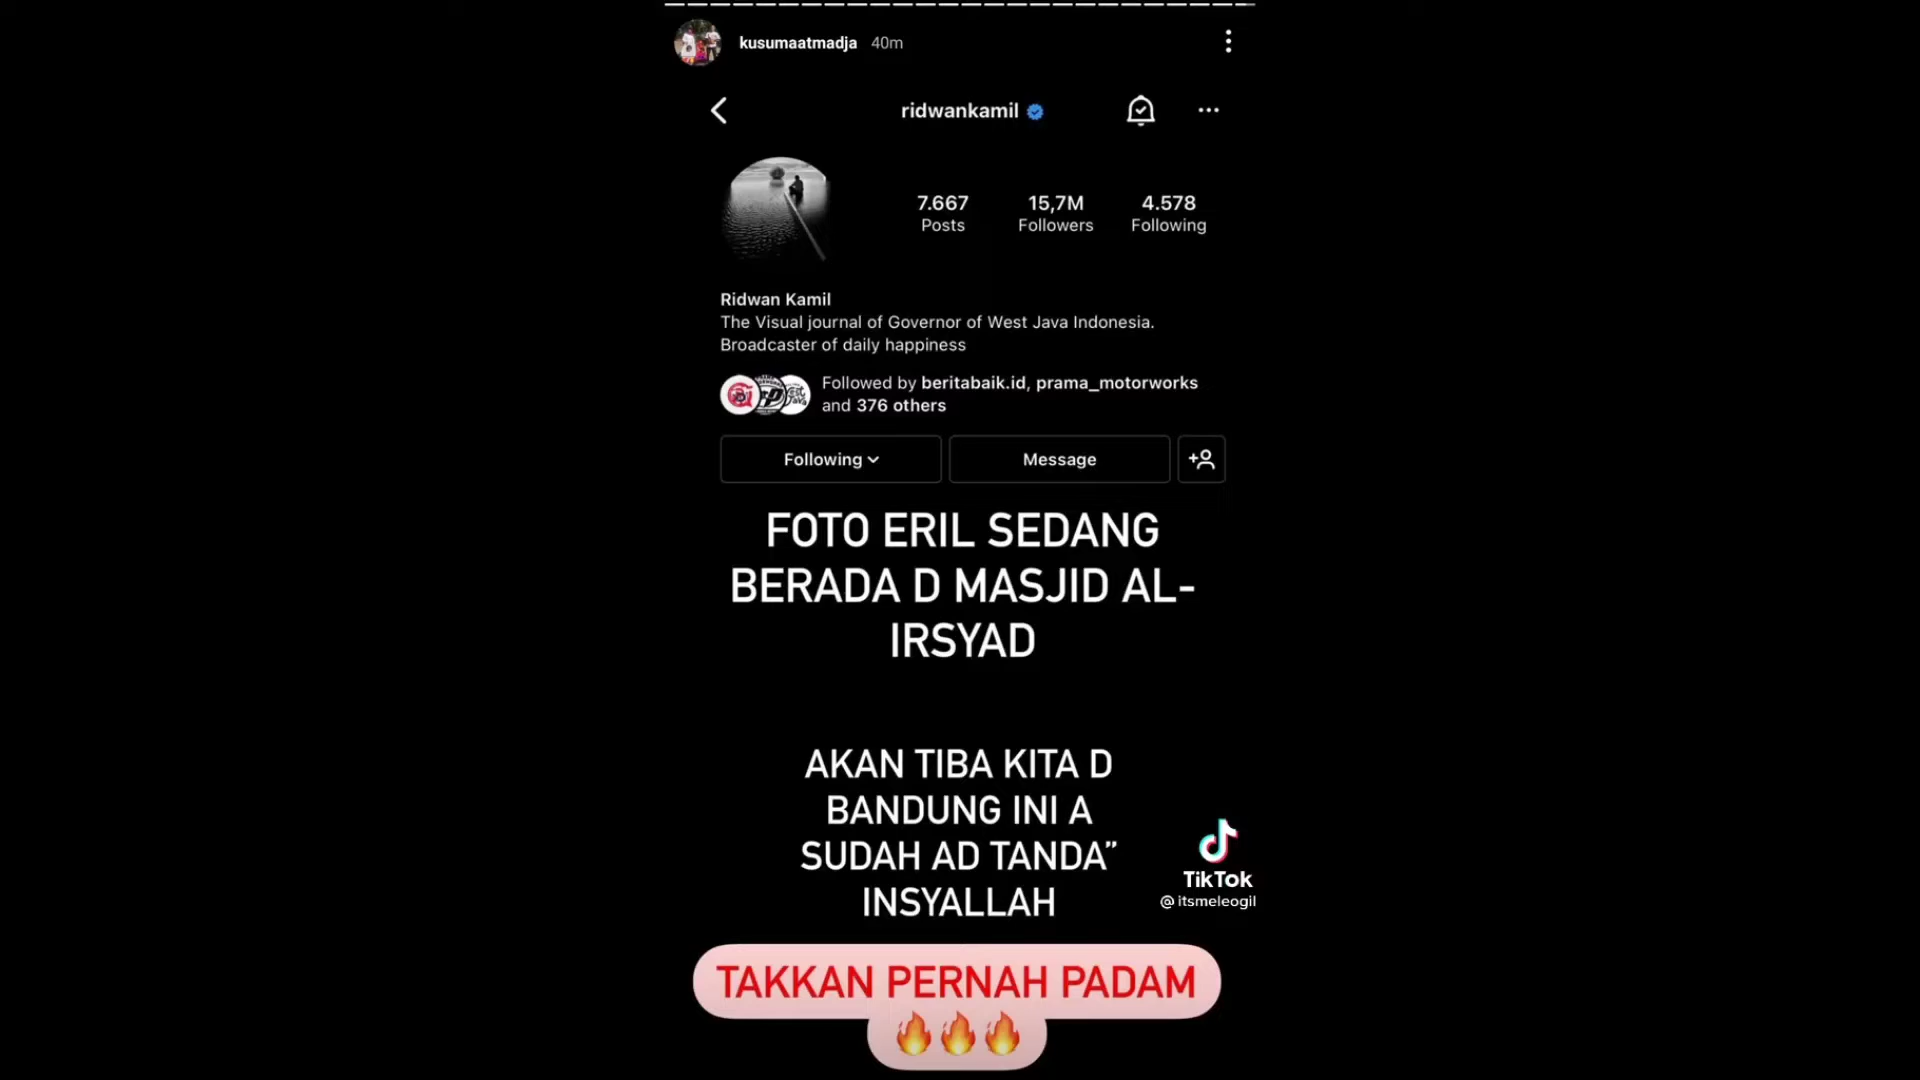 kusumaatmadja 40m
ridwankamil
7.667 15,7M 4.578
Posts Followers Following
Ridwan Kamil
The Visual journal of Governor of West Java Indonesia.
Broadcaster of daily happiness
Followed by beritabaik.id, prama_motorworks
and 376 others
Following Message
FOTO ERIL SEDANG
BERADA D MASJID AL-
IRSYAD
AKAN TIBA KITA D
BANDUNG INI A
SUDAH AD TANDA”
INSYALLAH
TikTok
@itsmeleogil
TAKKAN PERNAH PADAM